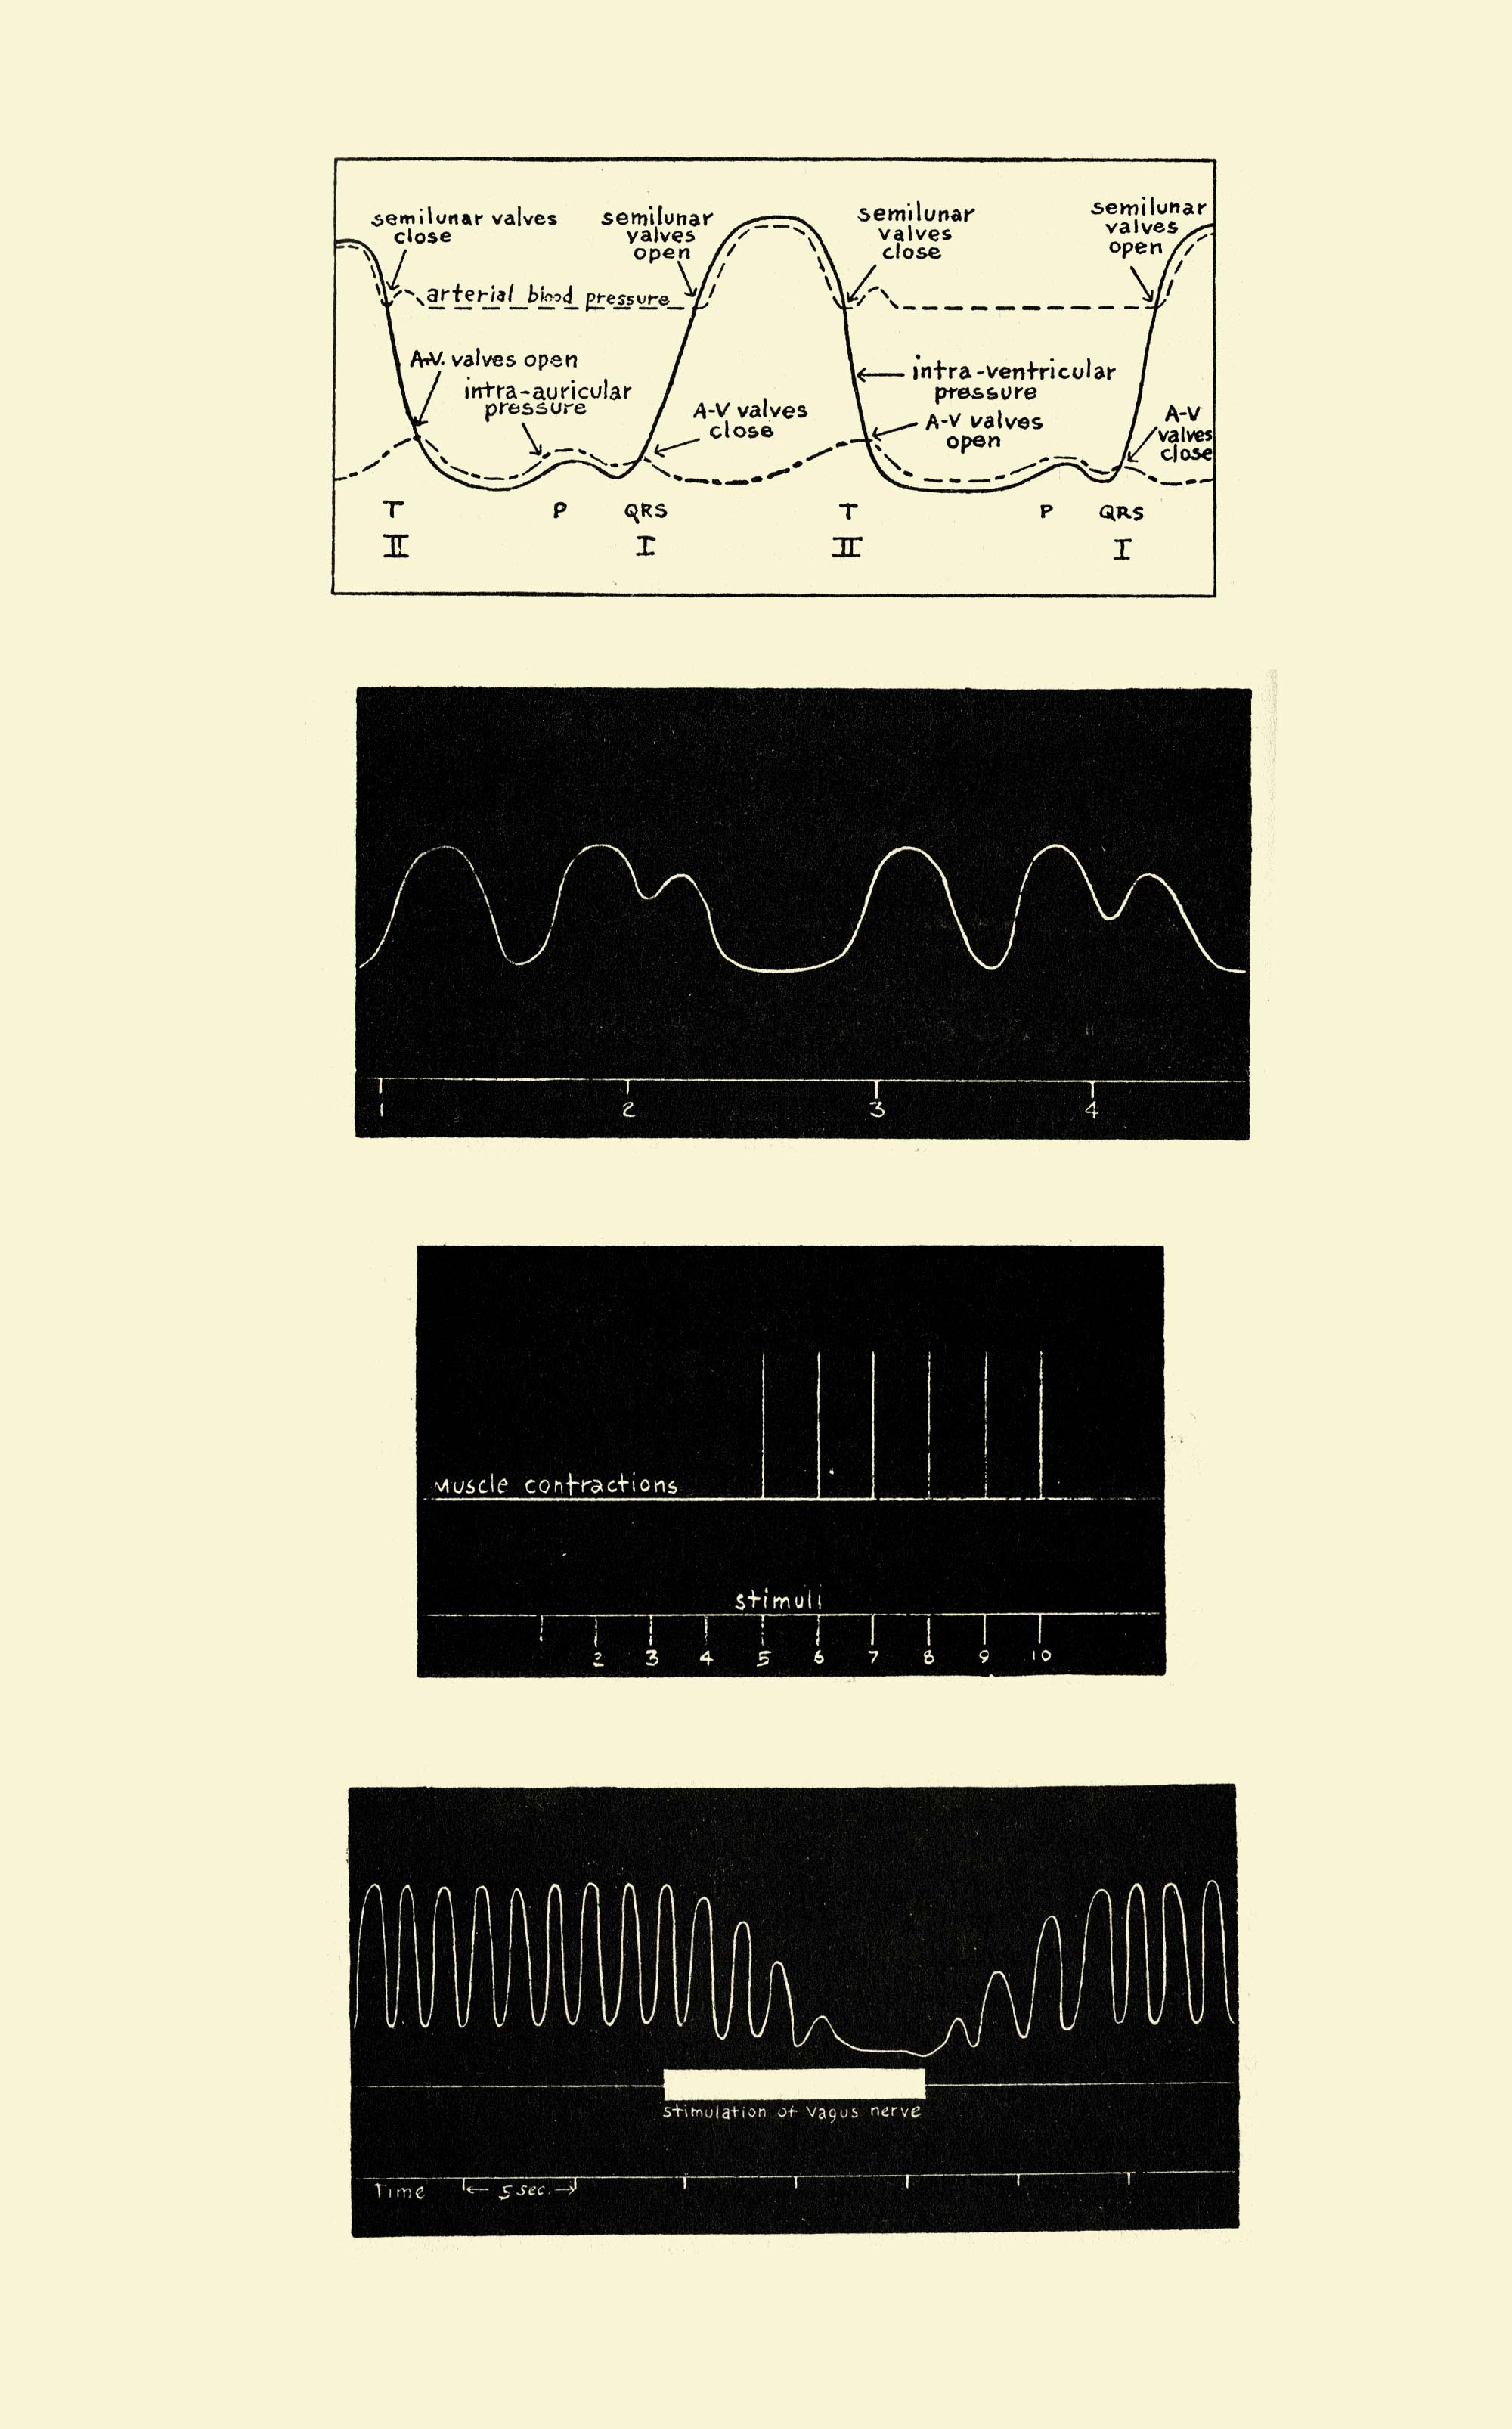 semilunar valves
close
semilunar
valves
open
semilunar
valves
close
semilunar
valves
open
arterial blood pressure
A-V. valves open
intra-auricular
pressure
A-V valves
close
intra-ventricular
pressure
A-V valves
open
A-V
valves
close
T P QRS T P QRS
II I II I
1 2 3 4
Muscle contractions
stimuli
2 3 4 5 6 7 8 9 10
stimulation of Vagus nerve
Time ← 5 sec. →